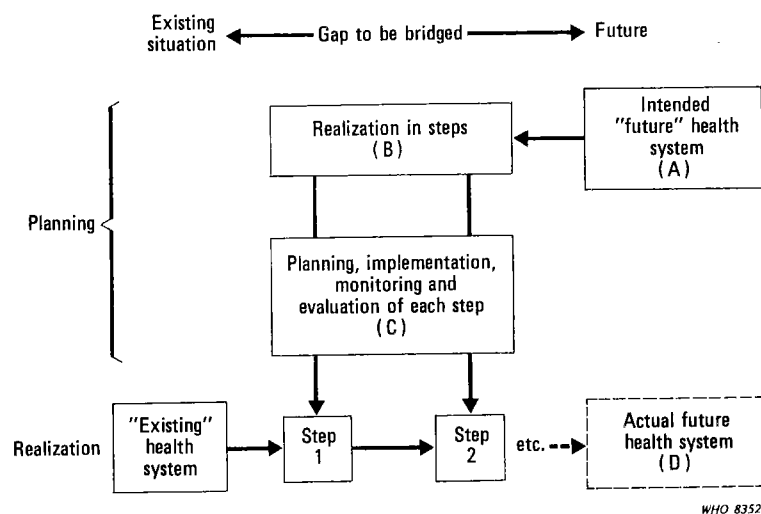 Existing
situation
Gap to be bridged
Future
Intended
"future" health
system
(A)
Realization in steps
(B)
Planning
Planning, implementation,
monitoring and
evaluation of each step
(C)
Realization
"Existing"
health
system
Step
1
Step
2
etc.
Actual future
health system
(D)
WHO 8352